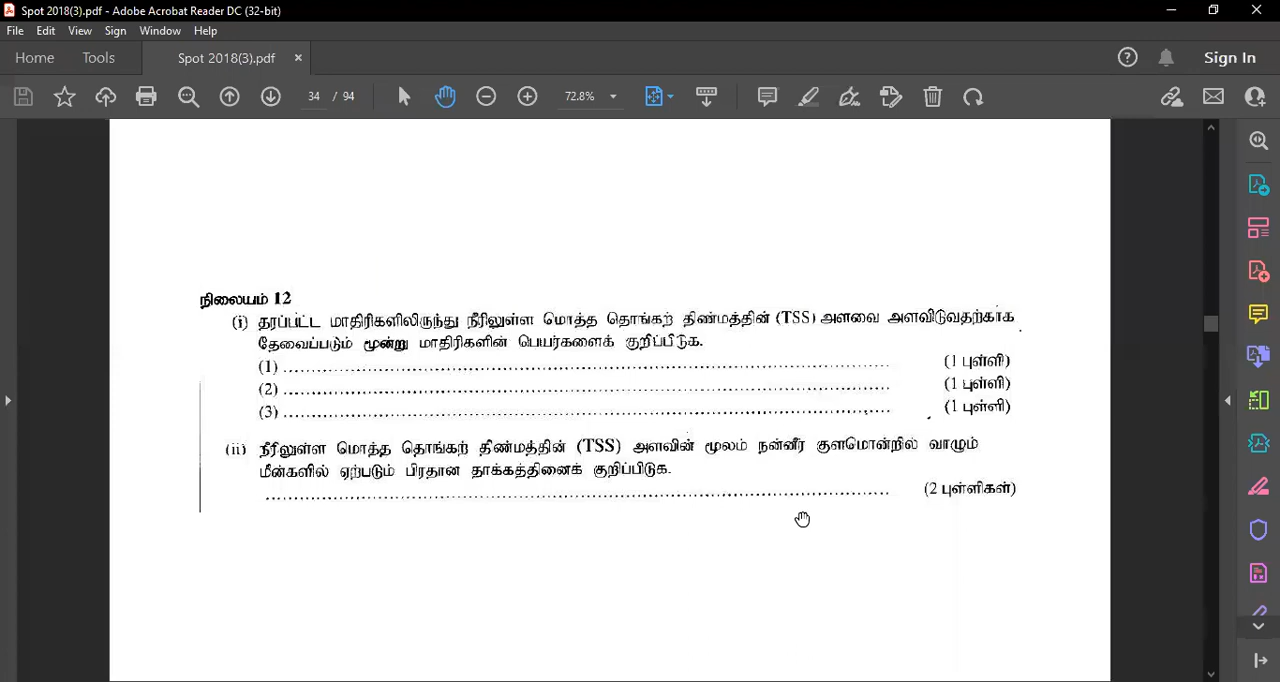 Spot 2018(3).pdf - Adobe Acrobat Reader DC (32-bit)
File Edit View Sign Window Help
Home Tools Spot 2018(3).pdf × Sign In
34 / 94 72.8%
நிலையம் 12
(i) தரப்பட்ட மாதிரிகளிலிருந்து நீரிலுள்ள மொத்த தொங்கற் திண்மத்தின் (TSS) அளவை அளவிடுவதற்காக
தேவைப்படும் மூன்று மாதிரிகளின் பெயர்களைக் குறிப்பிடுக.
(1) ........................................................ (1 புள்ளி)
(2) ........................................................ (1 புள்ளி)
(3) ........................................................ (1 புள்ளி)
(ii) நீரிலுள்ள மொத்த தொங்கற் திண்மத்தின் (TSS) அளவின் மூலம் நன்னீர் குளமொன்றில் வாழும்
மீன்களில் ஏற்படும் பிரதான தாக்கத்தினைக் குறிப்பிடுக.
........................................................ (2 புள்ளிகள்)